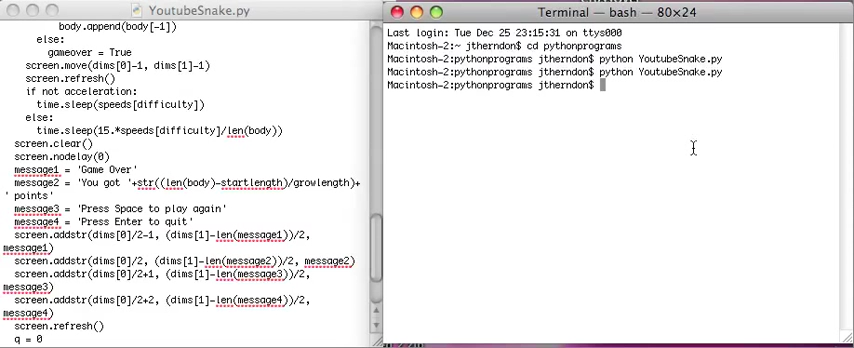 YoutubeSnake.py
body.append(body[-1])
else:
gameover = True
screen.move(dims[0]-1, dims[1]-1)
screen.refresh()
if not acceleration:
time.sleep(speeds[difficulty])
else:
time.sleep(15.*speeds[difficulty]/len(body))
screen.clear()
screen.nodelay(0)
message1 = 'Game Over'
message2 = 'You got '+str((len(body)-startlength)/growlength)+
' points'
message3 = 'Press Space to play again'
message4 = 'Press Enter to quit'
screen.addstr(dims[0]/2-1, (dims[1]-len(message1))/2,
message1)
screen.addstr(dims[0]/2, (dims[1]-len(message2))/2, message2)
screen.addstr(dims[0]/2+1, (dims[1]-len(message3))/2,
message3)
screen.addstr(dims[0]/2+2, (dims[1]-len(message4))/2,
message4)
screen.refresh()
q = 0
Terminal — bash — 80×24
Last login: Tue Dec 25 23:15:31 on ttys000
Macintosh-2:~ jtherndon$ cd pythonprograms
Macintosh-2:pythonprograms jtherndon$ python YoutubeSnake.py
Macintosh-2:pythonprograms jtherndon$ python YoutubeSnake.py
Macintosh-2:pythonprograms jtherndon$